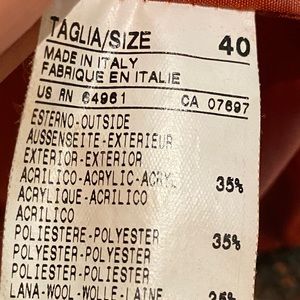 TAGLIA/SIZE 40
MADE IN ITALY
FABRIQUE EN ITALIE
US RN 64961 CA 07697
ESTERNO-OUTSIDE
AUSSENSEITE-EXTERIEUR
EXTERIOR-EXTERIOR
ACRILICO-ACRYLIC-ACRYL 35%
ACRYLIQUE-ACRILICO
ACRILICO
POLIESTERE-POLYESTER 35%
POLYESTER-POLYESTER
POLIESTER-POLIESTER
LANA-WOOL-WOLLE-LAINE